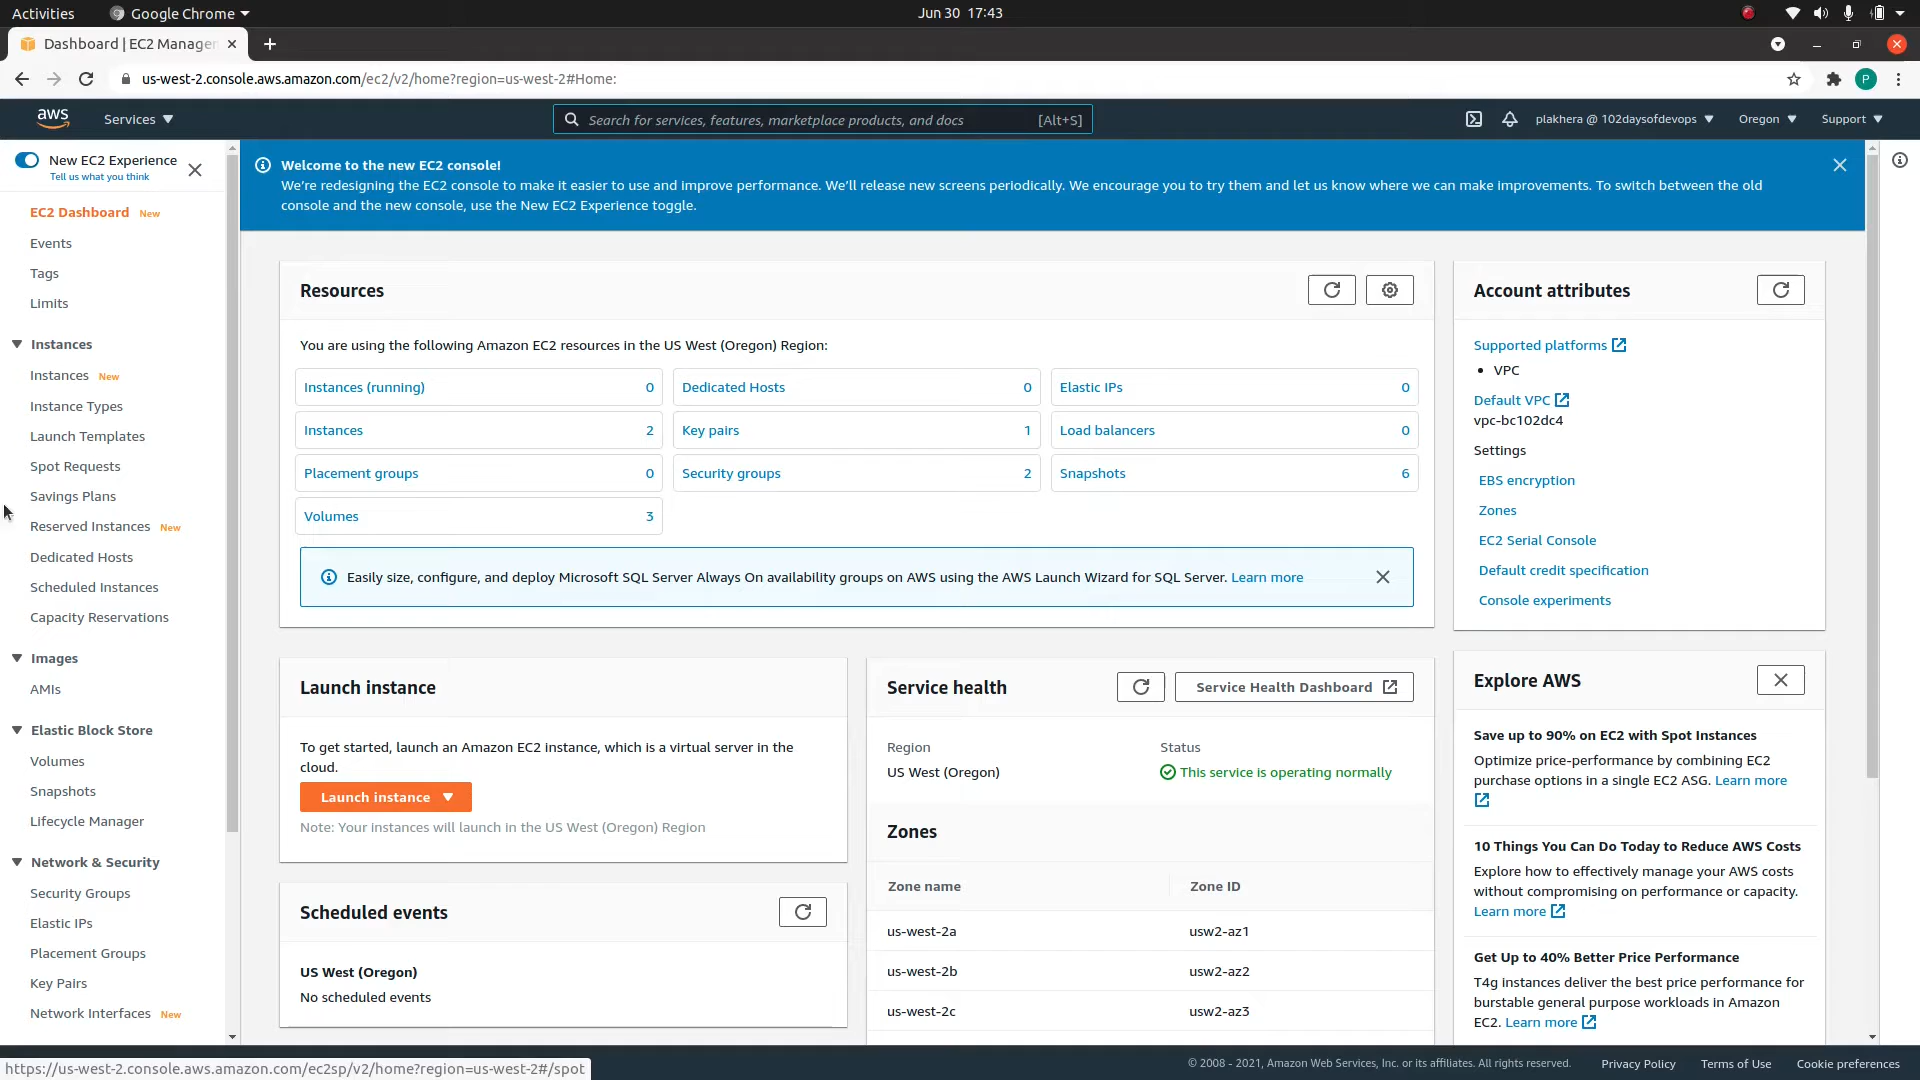 Activities
Google Chrome
Jun 30 17:43
Dashboard | EC2 Manager
us-west-2.console.aws.amazon.com/ec2/v2/home?region=us-west-2#Home:
P
aws
Services
Search for services, features, marketplace products, and docs
[Alt+S]
plakhera @ 102daysofdevops
Oregon
Support
New EC2 Experience
Tell us what you think
EC2 Dashboard New
Events
Tags
Limits
Instances
Instances New
Instance Types
Launch Templates
Spot Requests
Savings Plans
Reserved Instances New
Dedicated Hosts
Scheduled Instances
Capacity Reservations
Images
AMIs
Elastic Block Store
Volumes
Snapshots
Lifecycle Manager
Network & Security
Security Groups
Elastic IPs
Placement Groups
Key Pairs
Network Interfaces New
Welcome to the new EC2 console!
We're redesigning the EC2 console to make it easier to use and improve performance. We'll release new screens periodically. We encourage you to try them and let us know where we can make improvements. To switch between the old
console and the new console, use the New EC2 Experience toggle.
Resources
You are using the following Amazon EC2 resources in the US West (Oregon) Region:
Instances (running) 0
Dedicated Hosts 0
Elastic IPs 0
Instances 2
Key pairs 1
Load balancers 0
Placement groups 0
Security groups 2
Snapshots 6
Volumes 3
Easily size, configure, and deploy Microsoft SQL Server Always On availability groups on AWS using the AWS Launch Wizard for SQL Server. Learn more
Launch instance
To get started, launch an Amazon EC2 instance, which is a virtual server in the
cloud.
Launch instance
Note: Your instances will launch in the US West (Oregon) Region
Scheduled events
US West (Oregon)
No scheduled events
Service health
Service Health Dashboard
Region
Status
US West (Oregon)
This service is operating normally
Zones
Zone name
Zone ID
us-west-2a
usw2-az1
us-west-2b
usw2-az2
us-west-2c
usw2-az3
Account attributes
Supported platforms
VPC
Default VPC
vpc-bc102dc4
Settings
EBS encryption
Zones
EC2 Serial Console
Default credit specification
Console experiments
Explore AWS
Save up to 90% on EC2 with Spot Instances
Optimize price-performance by combining EC2
purchase options in a single EC2 ASG. Learn more
10 Things You Can Do Today to Reduce AWS Costs
Explore how to effectively manage your AWS costs
without compromising on performance or capacity.
Learn more
Get Up to 40% Better Price Performance
T4g instances deliver the best price performance for
burstable general purpose workloads in Amazon
EC2. Learn more
https://us-west-2.console.aws.amazon.com/ec2sp/v2/home?region=us-west-2#/spot
© 2008 - 2021, Amazon Web Services, Inc. or its affiliates. All rights reserved.
Privacy Policy
Terms of Use
Cookie preferences